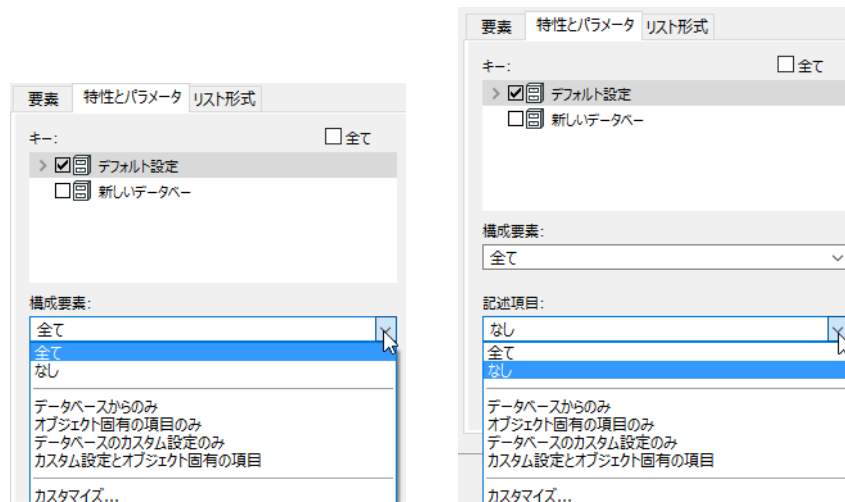 要素 特性とパラメータ リスト形式
キー: 全て
デフォルト設定
新しいデータベー
構成要素:
全て
全て
なし
データベースからのみ
オブジェクト固有の項目のみ
データベースのカスタム設定のみ
カスタム設定とオブジェクト固有の項目
カスタマイズ...
要素 特性とパラメータ リスト形式
キー: 全て
デフォルト設定
新しいデータベー
構成要素:
全て
記述項目:
なし
全て
なし
データベースからのみ
オブジェクト固有の項目のみ
データベースのカスタム設定のみ
カスタム設定とオブジェクト固有の項目
カスタマイズ...